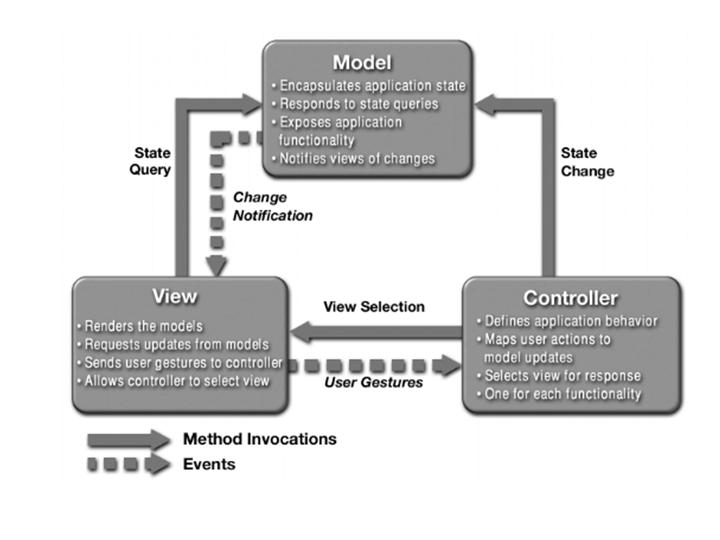 Model
• Encapsulates application state
• Responds to state queries
• Exposes application
functionality
• Notifies views of changes
State
Query
State
Change
Change
Notification
View
• Renders the models
• Requests updates from models
• Sends user gestures to controller
• Allows controller to select view
View Selection
User Gestures
Controller
• Defines application behavior
• Maps user actions to
model updates
• Selects view for response
• One for each functionality
Method Invocations
Events